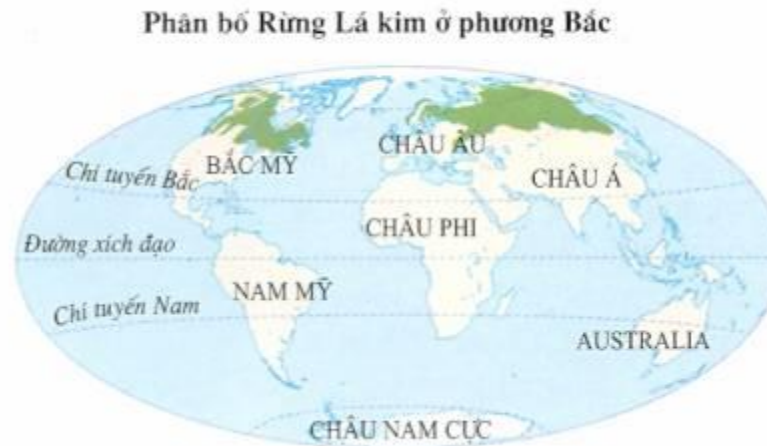 Phân bố Rừng Lá kim ở phương Bắc
CHÂU ÂU
BẮC MỸ
Chí tuyến Bắc
CHÂU Á
CHÂU PHI
Đường xích đạo
NAM MỸ
Chí tuyến Nam
AUSTRALIA
CHÂU NAM CỰC